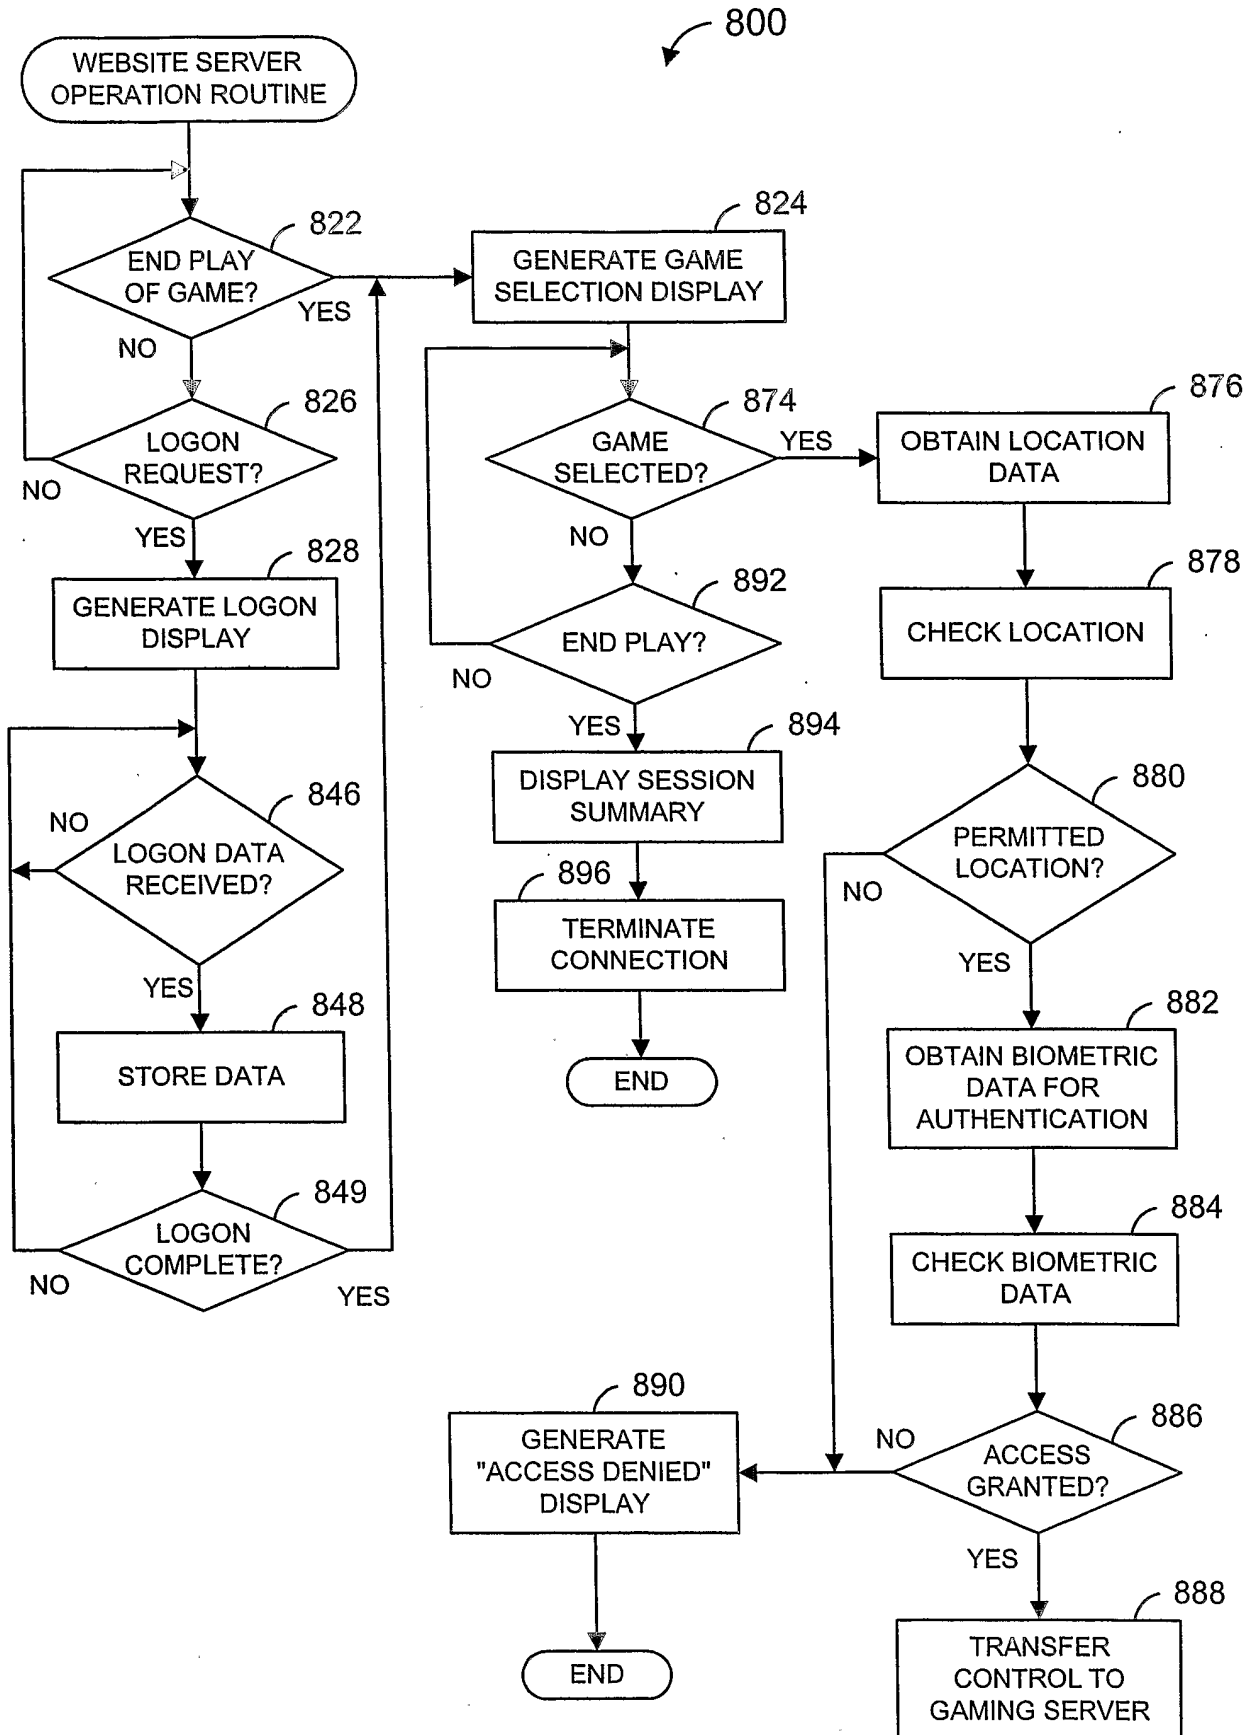 800
WEBSITE SERVER
OPERATION ROUTINE
822
END PLAY
OF GAME?
YES
NO
826
LOGON
REQUEST?
NO
YES
828
GENERATE LOGON
DISPLAY
846
NO
LOGON DATA
RECEIVED?
YES
848
STORE DATA
849
LOGON
COMPLETE?
NO
YES
824
GENERATE GAME
SELECTION DISPLAY
874
GAME
SELECTED?
YES
NO
892
END PLAY?
NO
YES
894
DISPLAY SESSION
SUMMARY
896
TERMINATE
CONNECTION
END
876
OBTAIN LOCATION
DATA
878
CHECK LOCATION
880
PERMITTED
LOCATION?
NO
YES
882
OBTAIN BIOMETRIC
DATA FOR
AUTHENTICATION
884
CHECK BIOMETRIC
DATA
886
NO
ACCESS
GRANTED?
YES
890
GENERATE
"ACCESS DENIED"
DISPLAY
END
888
TRANSFER
CONTROL TO
GAMING SERVER